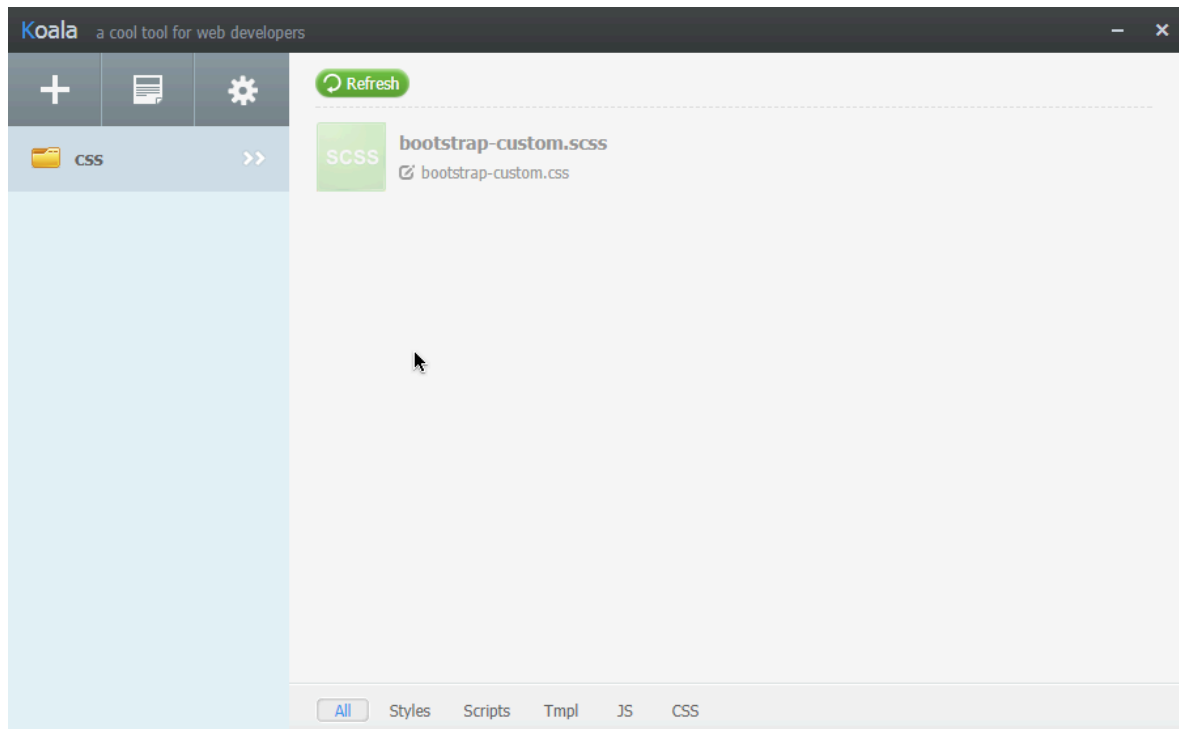 Koala a cool tool for web developers
Refresh
css
SCSS
bootstrap-custom.scss
bootstrap-custom.css
All Styles Scripts Tmpl JS CSS